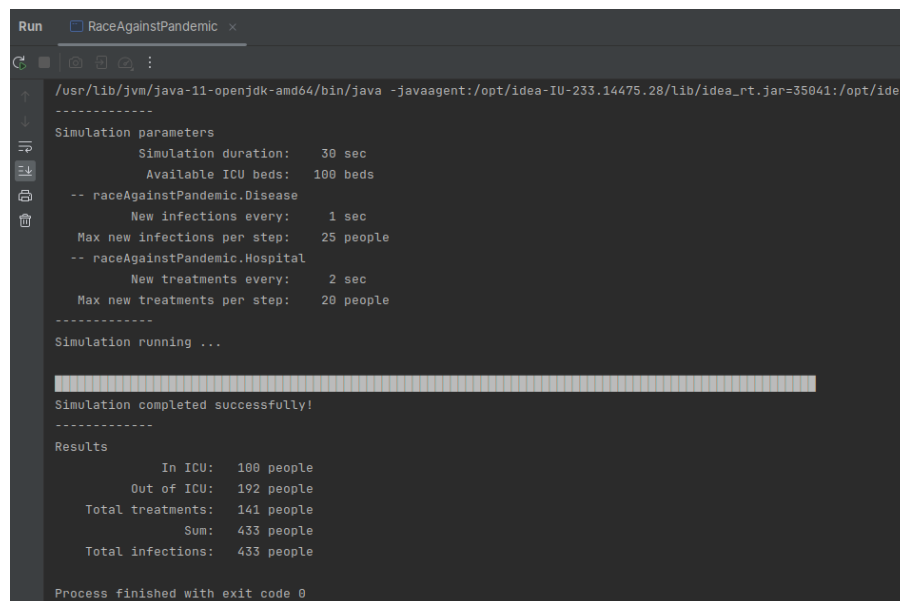 Run RaceAgainstPandemic ×
/usr/lib/jvm/java-11-openjdk-amd64/bin/java -javaagent:/opt/idea-IU-233.14475.28/lib/idea_rt.jar=35041:/opt/ide
-------------
Simulation parameters
Simulation duration: 30 sec
Available ICU beds: 100 beds
-- raceAgainstPandemic.Disease
New infections every: 1 sec
Max new infections per step: 25 people
-- raceAgainstPandemic.Hospital
New treatments every: 2 sec
Max new treatments per step: 20 people
-------------
Simulation running ...
Simulation completed successfully!
-------------
Results
In ICU: 100 people
Out of ICU: 192 people
Total treatments: 141 people
Sum: 433 people
Total infections: 433 people
Process finished with exit code 0